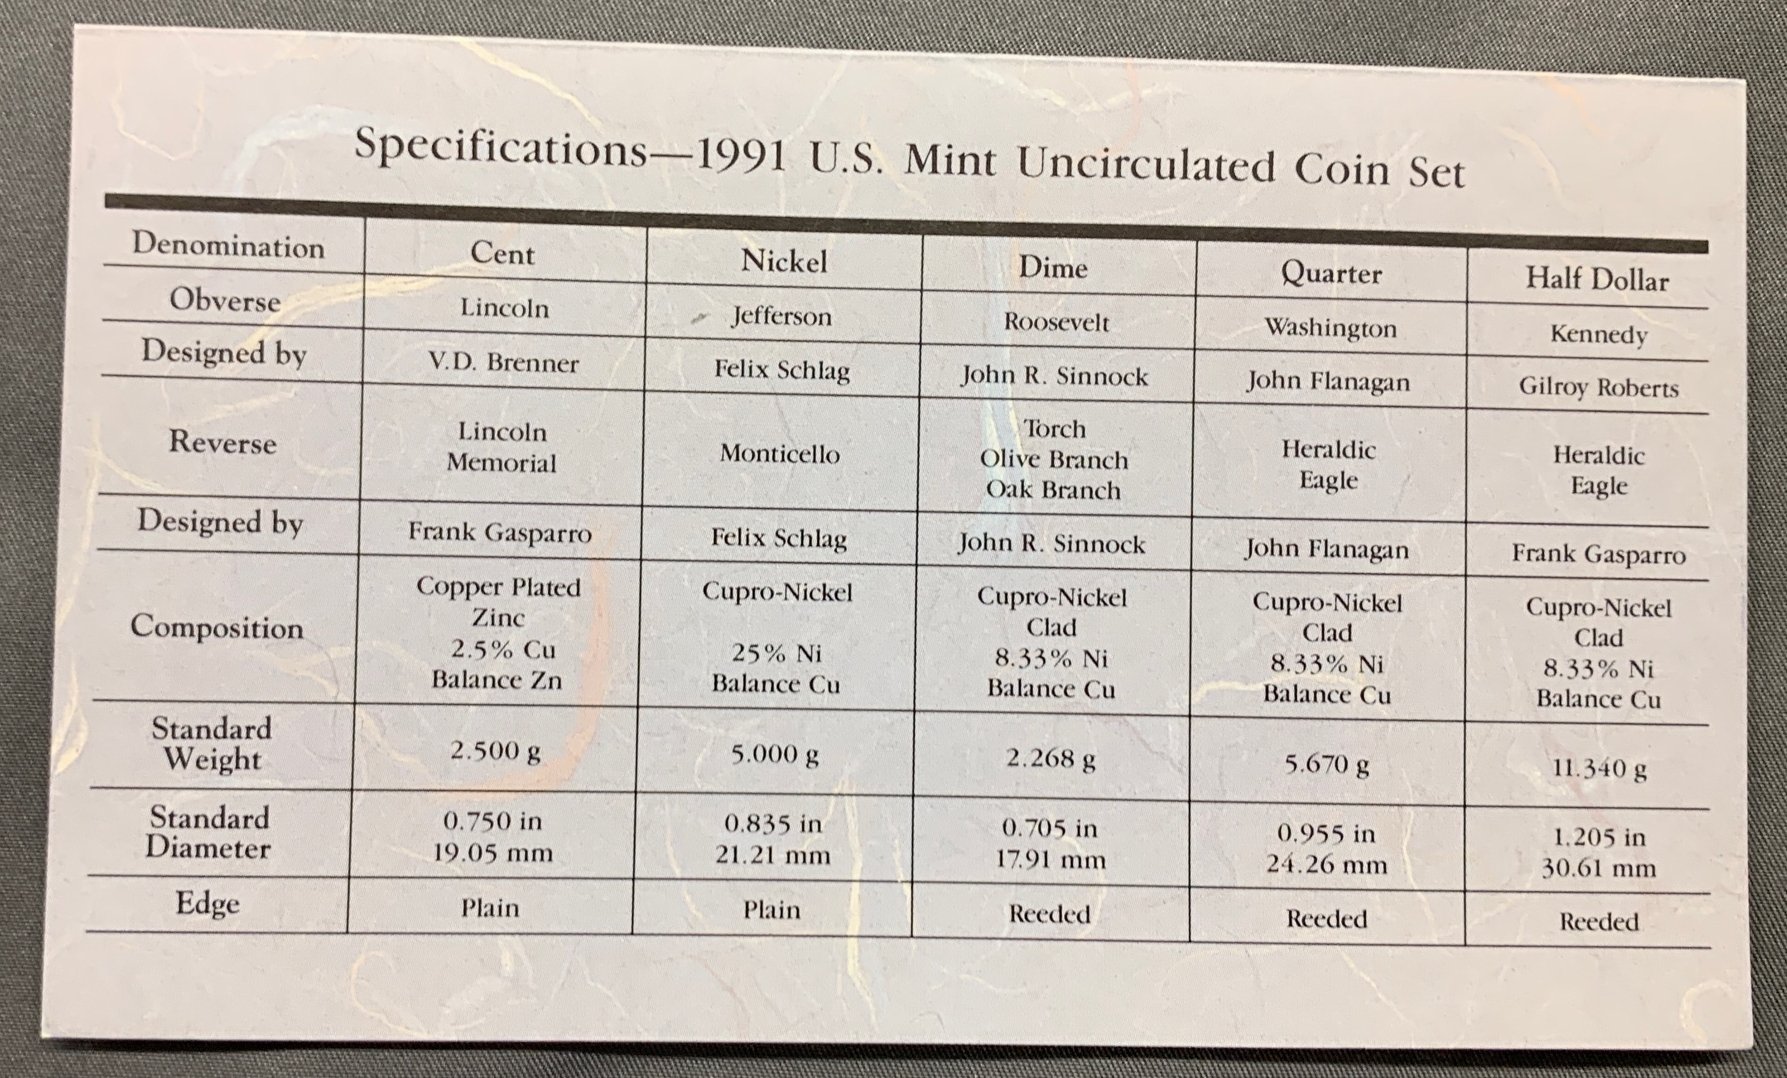 Specifications—1991 U.S. Mint Uncirculated Coin Set
Denomination Cent Nickel Dime Quarter Half Dollar
Obverse Lincoln Jefferson Roosevelt Washington Kennedy
Designed by V.D. Brenner Felix Schlag John R. Sinnock John Flanagan Gilroy Roberts
Reverse
Lincoln
Memorial
Monticello
Torch
Olive Branch
Oak Branch
Heraldic
Eagle
Heraldic
Eagle
Designed by Frank Gasparro Felix Schlag John R. Sinnock John Flanagan Frank Gasparro
Composition
Copper Plated
Zinc
2.5% Cu
Balance Zn
Cupro-Nickel
25% Ni
Balance Cu
Cupro-Nickel
Clad
8.33% Ni
Balance Cu
Cupro-Nickel
Clad
8.33% Ni
Balance Cu
Cupro-Nickel
Clad
8.33% Ni
Balance Cu
Standard
Weight
2.500 g 5.000 g 2.268 g 5.670 g 11.340 g
Standard
Diameter
0.750 in
19.05 mm
0.835 in
21.21 mm
0.705 in
17.91 mm
0.955 in
24.26 mm
1.205 in
30.61 mm
Edge Plain Plain Reeded Reeded Reeded